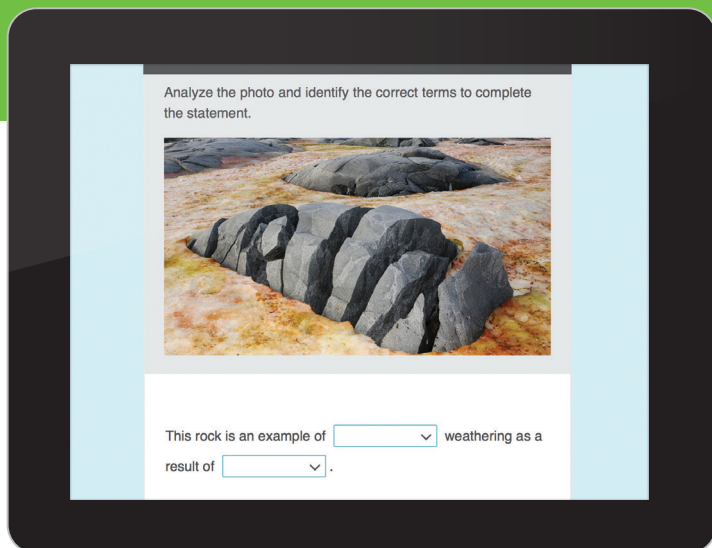 Analyze the photo and identify the correct terms to complete
the statement.
This rock is an example of weathering as a
result of .